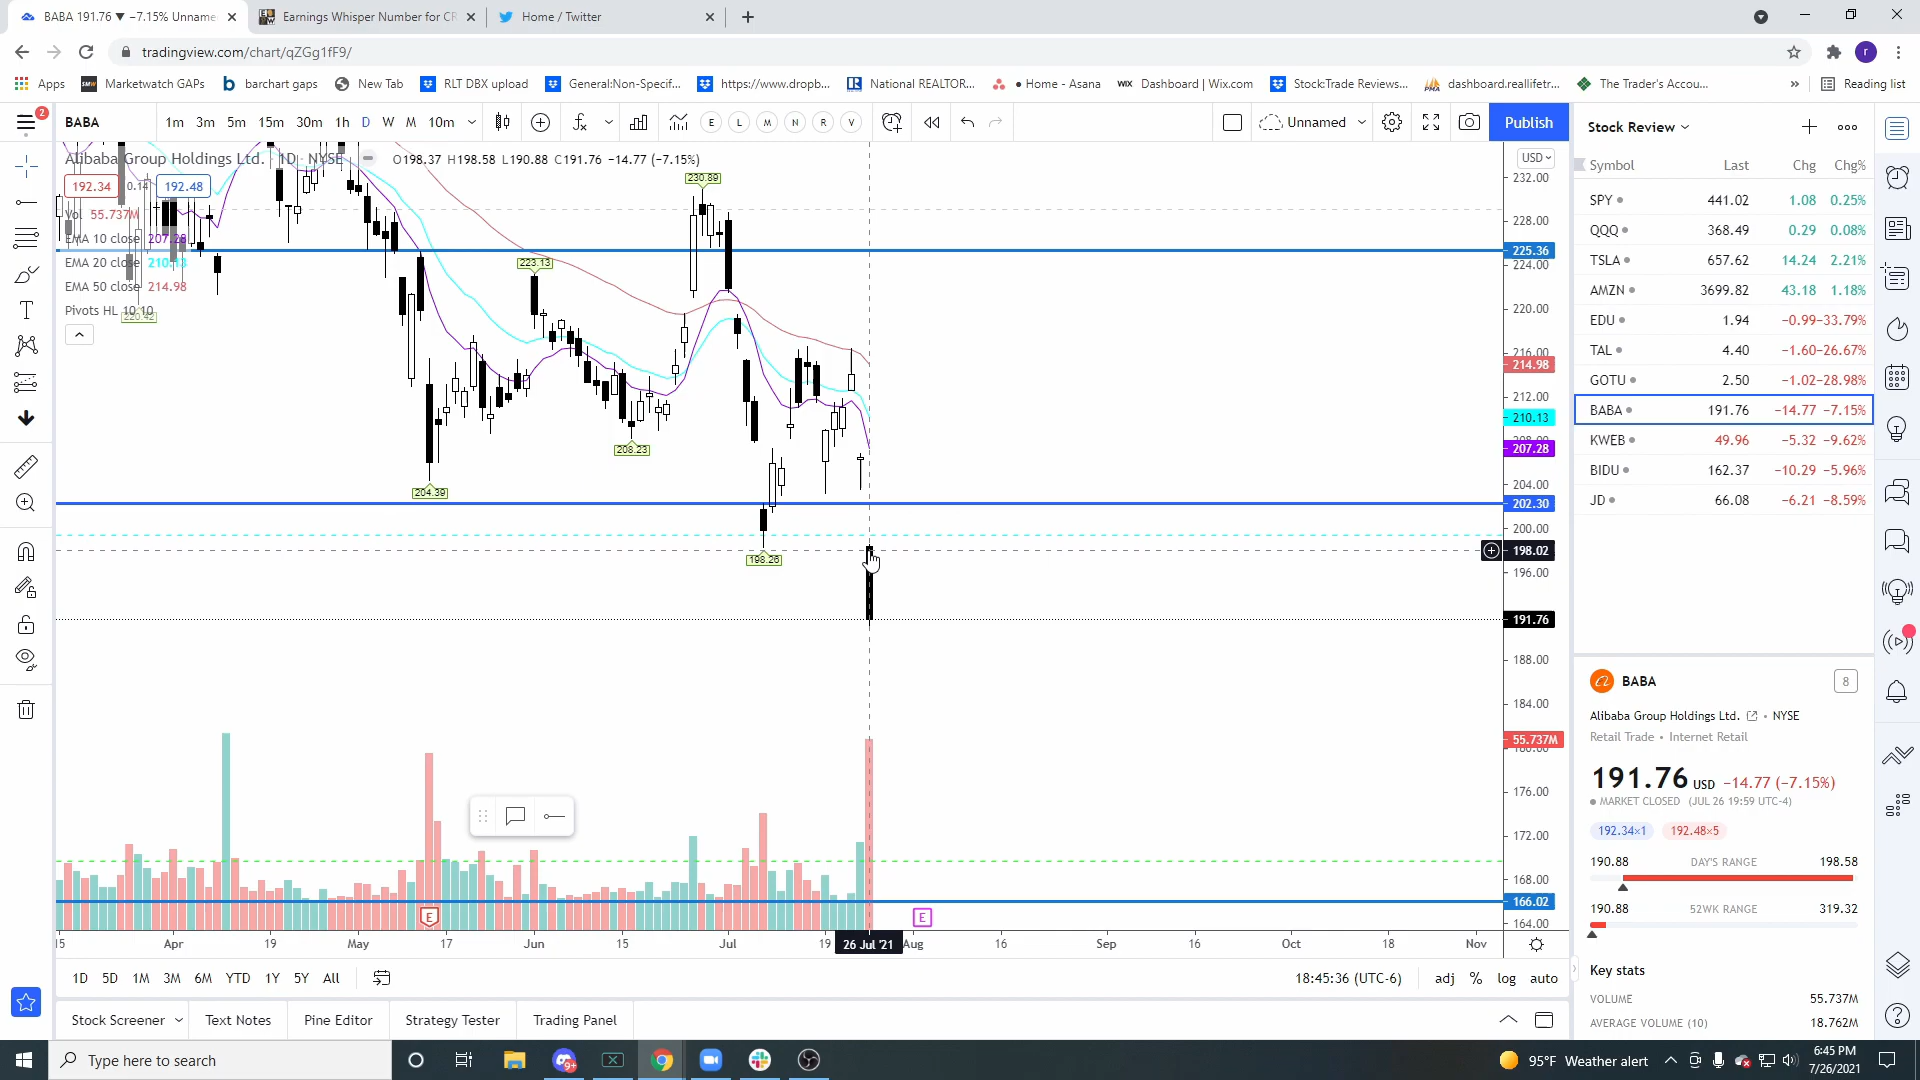 BABA 191.76 ▼ −7.15% Unname
Earnings Whisper Number for CR
Home / Twitter
tradingview.com/chart/qZGg1fF9/
Apps
Marketwatch GAPs
barchart gaps
New Tab
RLT DBX upload
General:Non-Specif...
https://www.dropb...
National REALTOR...
• Home - Asana
Dashboard | Wix.com
Stock:Trade Reviews...
dashboard.reallifetr...
The Trader's Accou...
» Reading list
2
BABA
1m 3m 5m 15m 30m 1h D W M 10m
E L M N R V
Unnamed
Publish
Alibaba Group Holdings Ltd. · 1D · NYSE
O198.37 H198.58 L190.88 C191.76 −14.77 (−7.15%)
192.34 0.14 192.48
Vol 55.737M
EMA 10 close 207.28
EMA 20 close 210.13
EMA 50 close 214.98
Pivots HL 10 10
220.42
230.89
223.13
208.23
204.39
198.26
USD
232.00
228.00
225.36
224.00
220.00
216.00
214.98
212.00
210.13
208.00
207.28
204.00
202.30
200.00
198.02
196.00
191.76
188.00
184.00
55.737M
180.00
176.00
172.00
168.00
166.02
164.00
E E
15 Apr 19 May 17 Jun 15 Jul 19 26 Jul '21 Aug 16 Sep 16 Oct 18 Nov
1D 5D 1M 3M 6M YTD 1Y 5Y All
18:45:36 (UTC-6) adj % log auto
Stock Screener Text Notes Pine Editor Strategy Tester Trading Panel
Stock Review
Symbol Last Chg Chg%
SPY 441.02 1.08 0.25%
QQQ 368.49 0.29 0.08%
TSLA 657.62 14.24 2.21%
AMZN 3699.82 43.18 1.18%
EDU 1.94 −0.99 −33.79%
TAL 4.40 −1.60 −26.67%
GOTU 2.50 −1.02 −28.98%
BABA 191.76 −14.77 −7.15%
KWEB 49.96 −5.32 −9.62%
BIDU 162.37 −10.29 −5.96%
JD 66.08 −6.21 −8.59%
BABA 8
Alibaba Group Holdings Ltd. • NYSE
Retail Trade • Internet Retail
191.76 USD −14.77 (−7.15%)
MARKET CLOSED (JUL 26 19:59 UTC-4)
192.34×1 192.48×5
190.88 DAY'S RANGE 198.58
190.88 52WK RANGE 319.32
Key stats
VOLUME 55.737M
AVERAGE VOLUME (10) 18.762M
Type here to search
95°F Weather alert
6:45 PM
7/26/2021